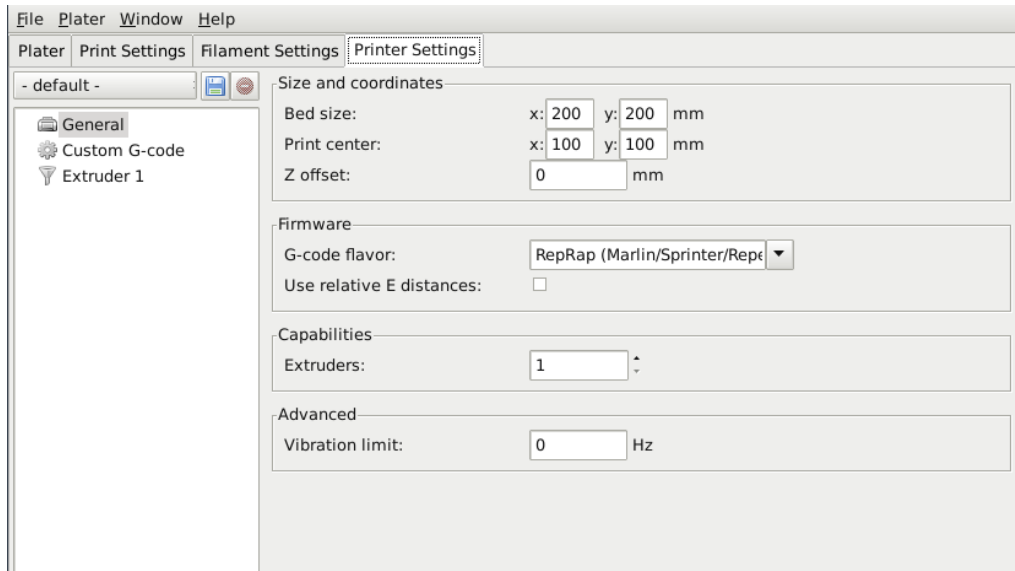 File Plater Window Help
Plater Print Settings Filament Settings Printer Settings
- default -
General
Custom G-code
Extruder 1
Size and coordinates
Bed size: x: 200 y: 200 mm
Print center: x: 100 y: 100 mm
Z offset: 0 mm
Firmware
G-code flavor: RepRap (Marlin/Sprinter/Repe
Use relative E distances:
Capabilities
Extruders: 1
Advanced
Vibration limit: 0 Hz